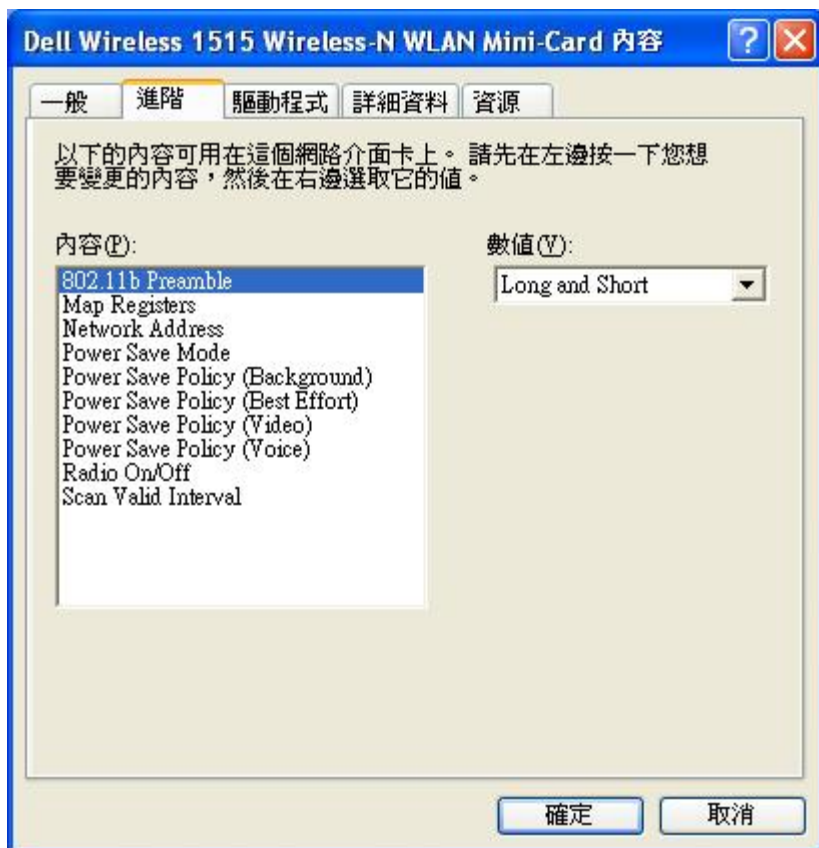 Dell Wireless 1515 Wireless-N WLAN Mini-Card 內容
一般 進階 驅動程式 詳細資料 資源
以下的內容可用在這個網路介面卡上。 請先在左邊按一下您想
要變更的內容，然後在右邊選取它的值。
內容(P):
802.11b Preamble
Map Registers
Network Address
Power Save Mode
Power Save Policy (Background)
Power Save Policy (Best Effort)
Power Save Policy (Video)
Power Save Policy (Voice)
Radio On/Off
Scan Valid Interval
數值(V):
Long and Short
確定 取消